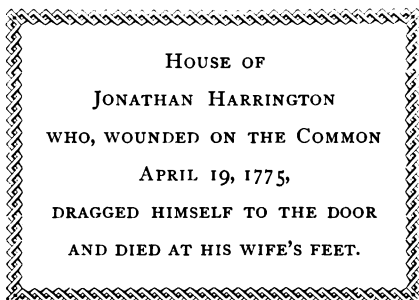 House of
Jonathan Harrington
who, wounded on the Common
April 19, 1775,
dragged himself to the door
and died at his wife's feet.